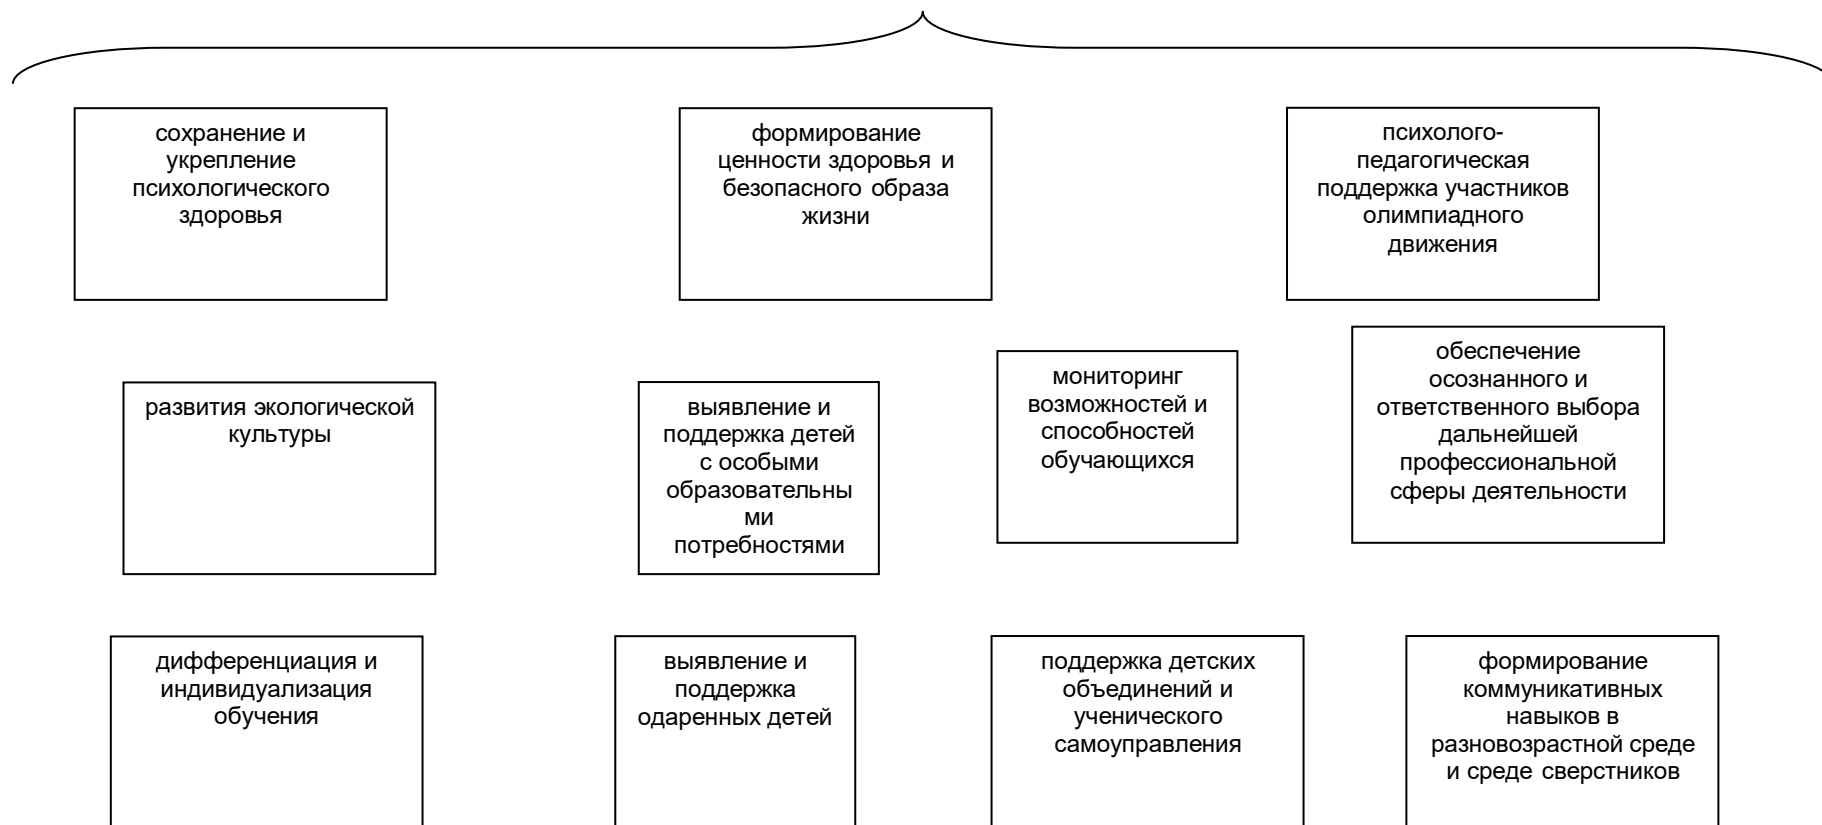 сохранение и
укрепление
психологического
здоровья
формирование
ценности здоровья и
безопасного образа
жизни
психолого-
педагогическая
поддержка участников
олимпиадного
движения
развития экологической
культуры
выявление и
поддержка детей
с особыми
образовательны
ми
потребностями
мониторинг
возможностей и
способностей
обучающихся
обеспечение
осознанного и
ответственного выбора
дальнейшей
профессиональной
сферы деятельности
дифференциация и
индивидуализация
обучения
выявление и
поддержка
одаренных детей
поддержка детских
объединений и
ученического
самоуправления
формирование
коммуникативных
навыков в
разновозрастной среде
и среде сверстников